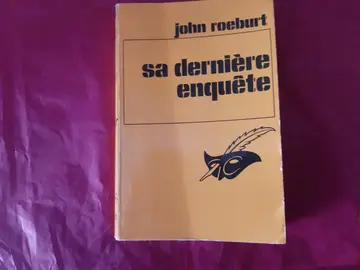 john roeburt
sa dernière
enquête